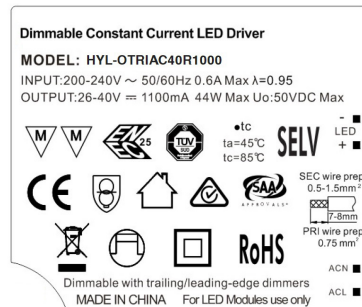 Dimmable Constant Current LED Driver
MODEL: HYL-OTRIAC40R1000
INPUT:200-240V ～ 50/60Hz 0.6A Max λ=0.95
OUTPUT:26-40V ⎓ 1100mA 44W Max Uo:50VDC Max
M M
ENEC 25
TÜV
SÜD
•tc
ta=45℃
tc=85℃
SELV
- ■
LED
+ ■
CE
SAA
APPROVALS
SEC wire prep
0.5-1.5mm²
7-8mm
PRI wire prep
0.75 mm²
RoHS
ACN ■
Dimmable with trailing/leading-edge dimmers
MADE IN CHINA For LED Modules use only
ACL ■